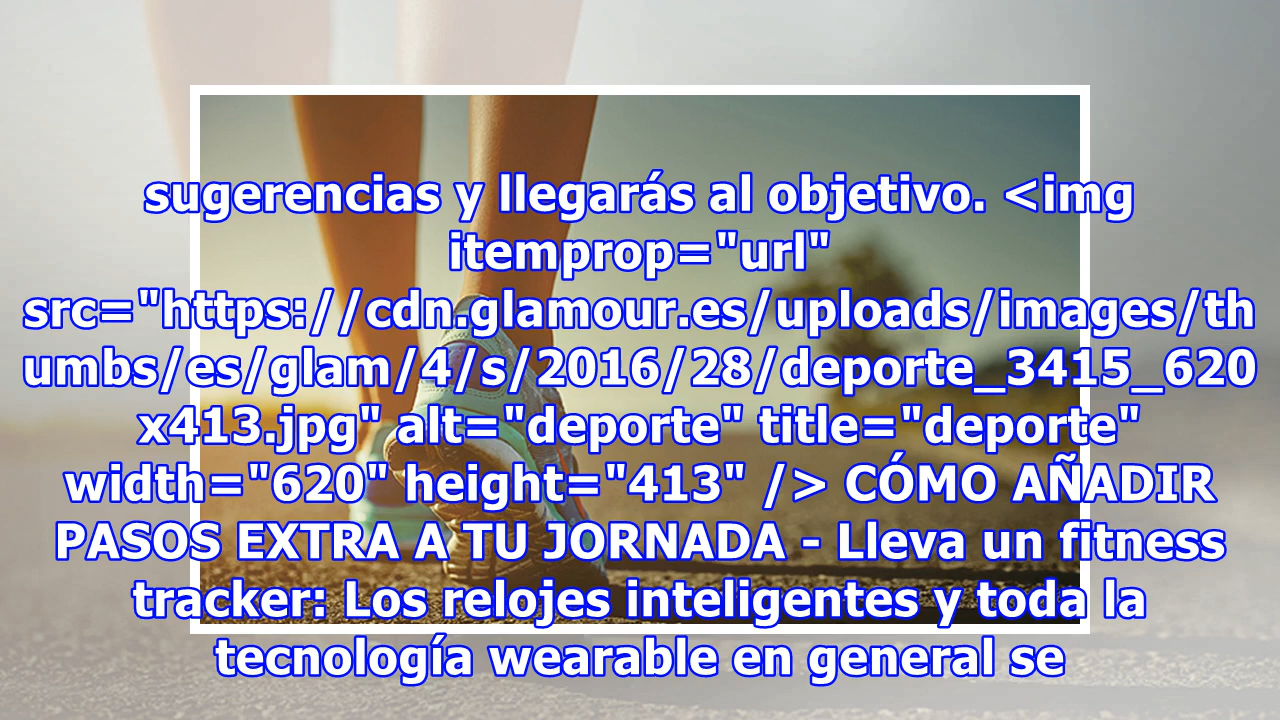 sugerencias y llegarás al objetivo. <img
itemprop="url"
src="https://cdn.glamour.es/uploads/images/th
umbs/es/glam/4/s/2016/28/deporte_3415_620
x413.jpg" alt="deporte" title="deporte"
width="620" height="413" /> CÓMO AÑADIR
PASOS EXTRA A TU JORNADA - Lleva un fitness
tracker: Los relojes inteligentes y toda la
tecnología wearable en general se